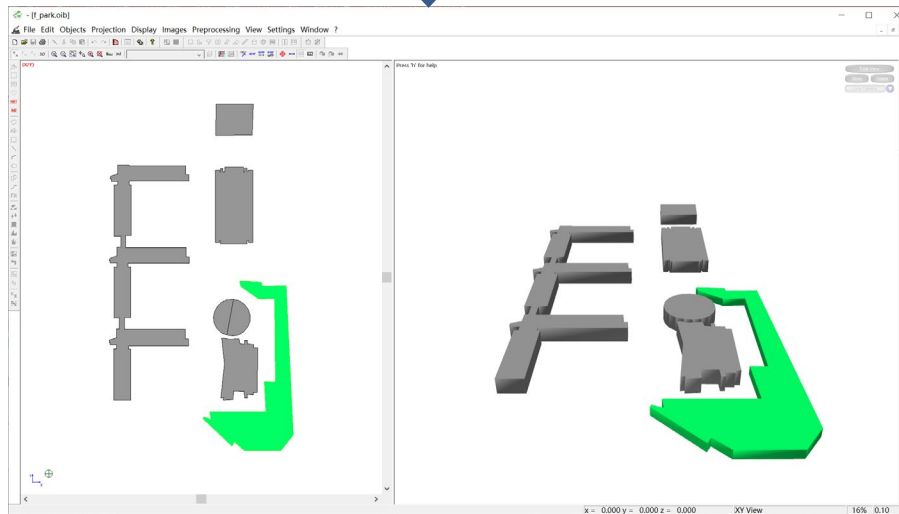 - [f_park.oib]
File Edit Objects Projection Display Images Preprocessing View Settings Window ?
(X/Y)
Press 'h' for help
x = 0.000 y = 0.000 z = 0.000 XY View 16% 0.10